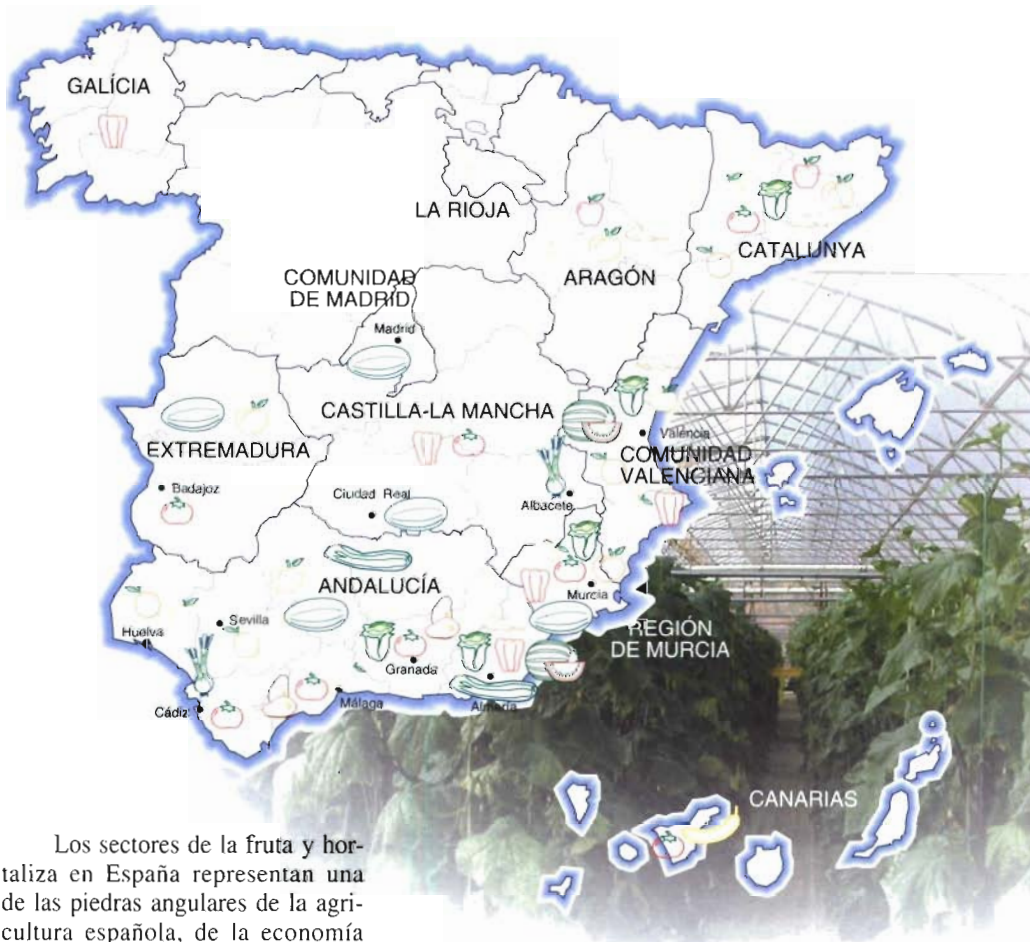 GALÍCIA
LA RIOJA
CATALUNYA
ARAGÓN
COMUNIDAD
DE MADRID
Madrid
CASTILLA-LA MANCHA
Valencia
EXTREMADURA
COMUNIDAD
VALENCIANA
Badajoz
Ciudad Real
Albacete
ANDALUCÍA
Murcia
Huelva
Sevilla
REGIÓN
DE MURCIA
Granada
Cádiz
Málaga
Almería
CANARIAS
Los sectores de la fruta y hor-
taliza en España representan una
de las piedras angulares de la agri-
cultura española, de la economía